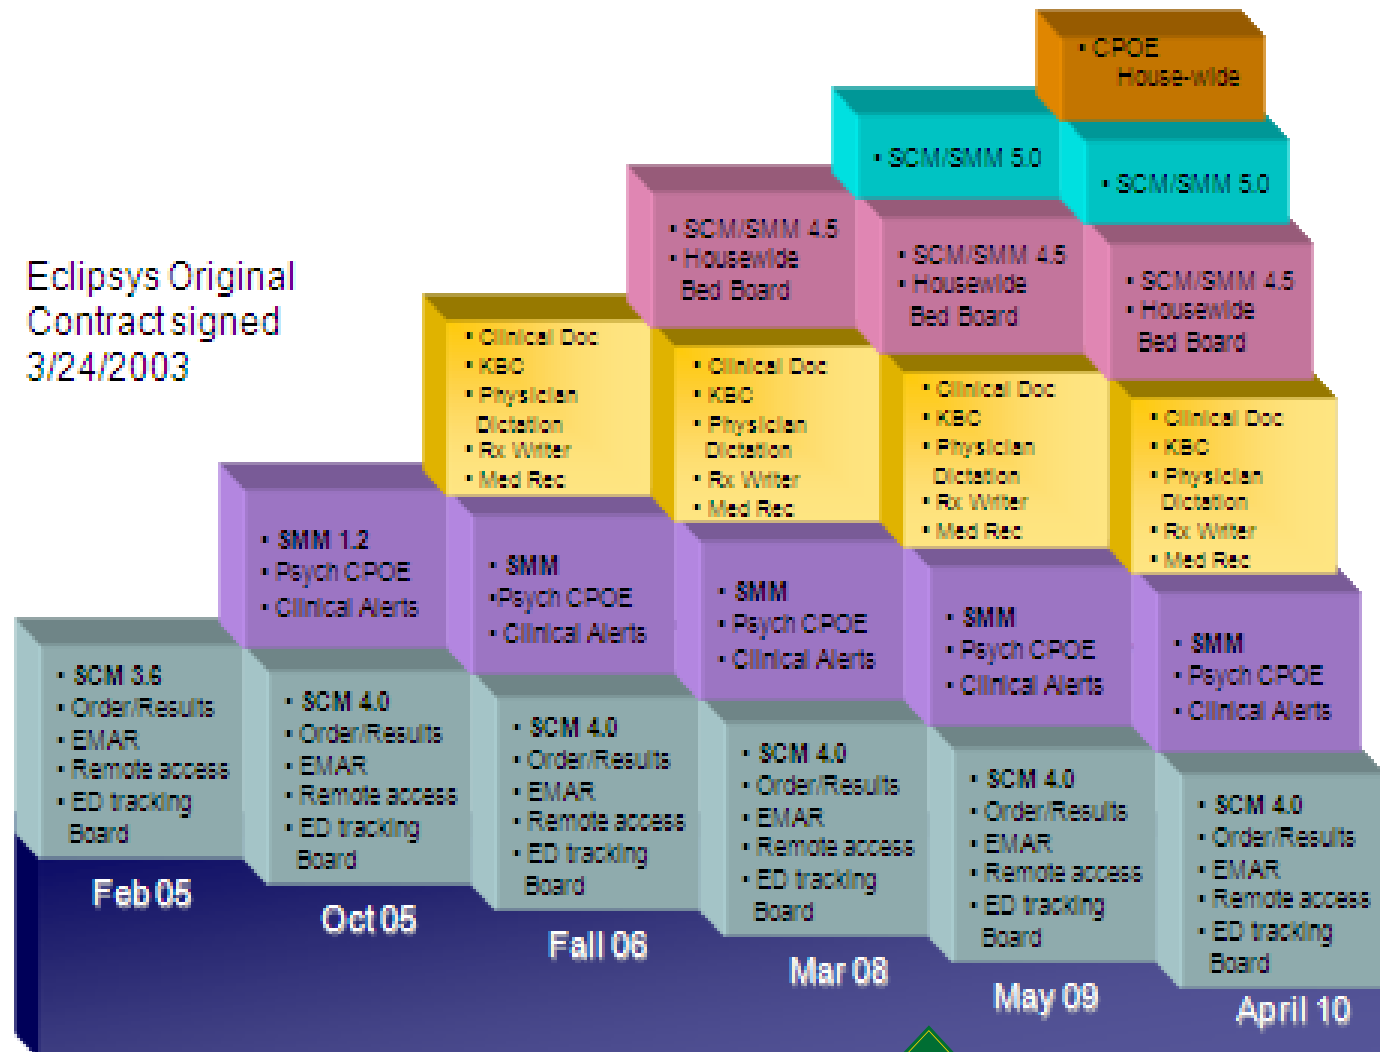 Eclipsys Original
Contract signed
3/24/2003
• SCM 3.6
• Order/Results
• EMAR
• Remote access
• ED tracking
Board
Feb 05
• SMM 1.2
• Psych CPOE
• Clinical Alerts
• SCM 4.0
• Order/Results
• EMAR
• Remote access
• ED tracking
Board
Oct 05
• Clinical Doc
• KBC
• Physician
Dictation
• Rx Writer
• Med Rec
• SMM
•Psych CPOE
• Clinical Alerts
• SCM 4.0
• Order/Results
• EMAR
• Remote access
• ED tracking
Board
Fall 06
• SCM/SMM 4.5
• Housewide
Bed Board
• Clinical Doc
• KBC
• Physician
Dictation
• Rx Writer
• Med Rec
• SMM
• Psych CPOE
• Clinical Alerts
• SCM 4.0
• Order/Results
• EMAR
• Remote access
• ED tracking
Board
Mar 08
• SCM/SMM 5.0
• SCM/SMM 4.5
• Housewide
Bed Board
• Clinical Doc
• KBC
• Physician
Dictation
• Rx Writer
• Med Rec
• SMM
• Psych CPOE
• Clinical Alerts
• SCM 4.0
• Order/Results
• EMAR
• Remote access
• ED tracking
Board
May 09
• CPOE
House-wide
• SCM/SMM 5.0
• SCM/SMM 4.5
• Housewide
Bed Board
• Clinical Doc
• KBC
• Physician
Dictation
• Rx Writer
• Med Rec
• SMM
• Psych CPOE
• Clinical Alerts
• SCM 4.0
• Order/Results
• EMAR
• Remote access
• ED tracking
Board
April 10